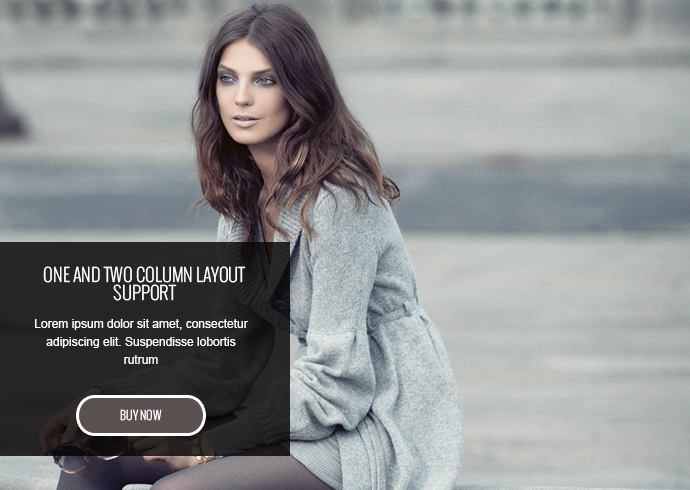 ONE AND TWO COLUMN LAYOUT
SUPPORT
Lorem ipsum dolor sit amet, consectetur
adipiscing elit. Suspendisse lobortis
rutrum
BUY NOW